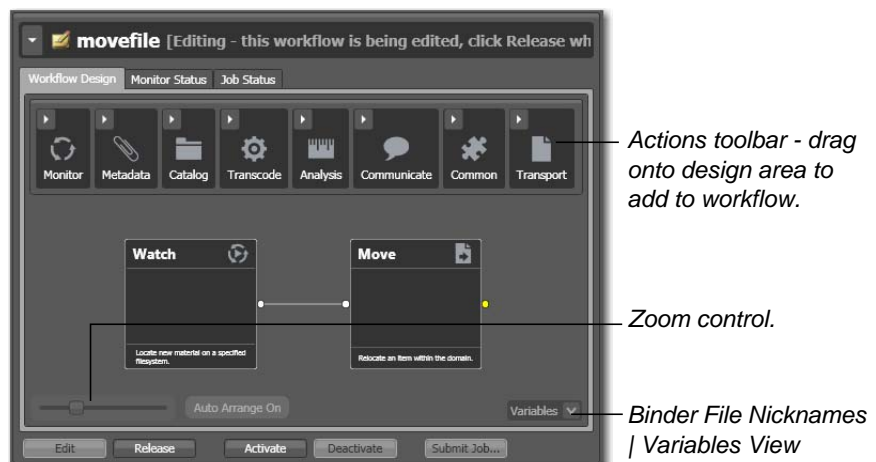 movefile [Editing - this workflow is being edited, click Release wh
Workflow Design Monitor Status Job Status
Monitor Metadata Catalog Transcode Analysis Communicate Common Transport
Actions toolbar - drag
onto design area to
add to workflow.
Watch
Move
Locate new material on a specified
filesystem.
Relocate an item within the domain.
Zoom control.
Auto Arrange On
Variables
Binder File Nicknames
| Variables View
Edit Release Activate Deactivate Submit Job...